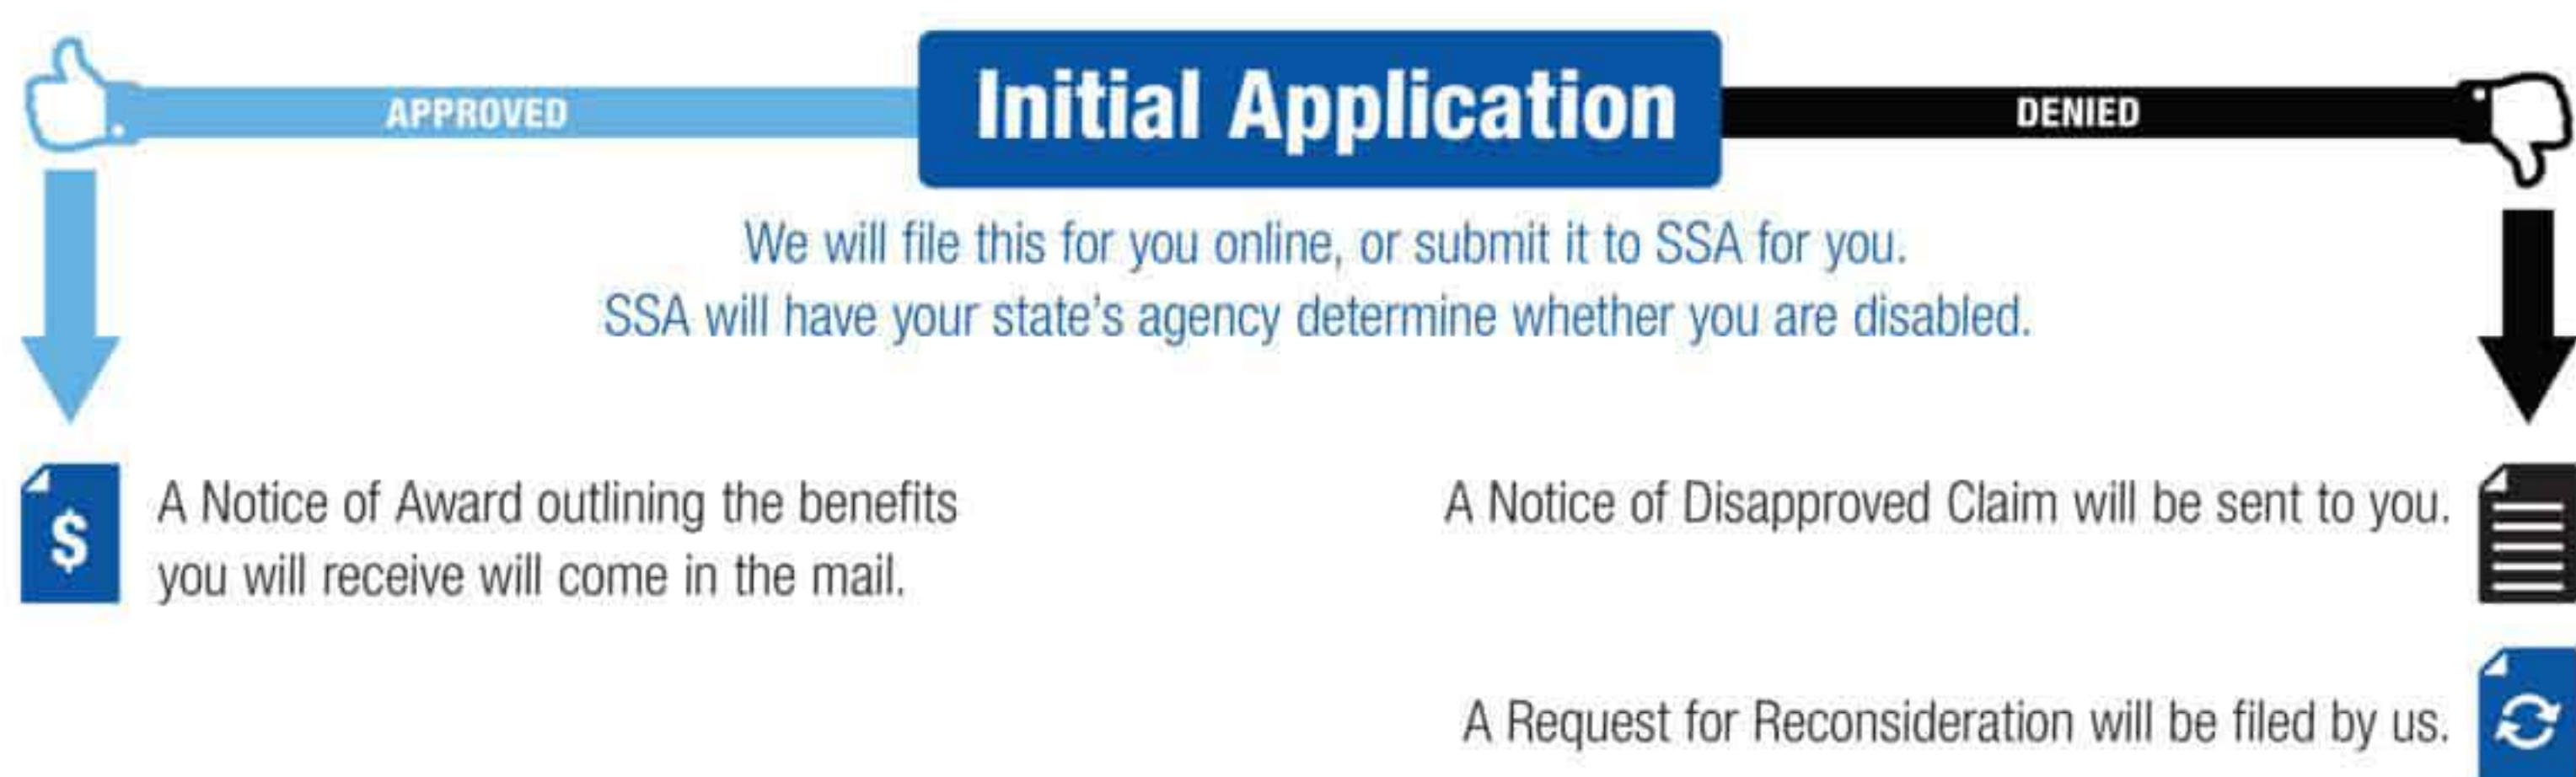 APPROVED
Initial Application
DENIED
We will file this for you online, or submit it to SSA for you.
SSA will have your state's agency determine whether you are disabled.
$
A Notice of Award outlining the benefits
you will receive will come in the mail.
A Notice of Disapproved Claim will be sent to you.
A Request for Reconsideration will be filed by us.